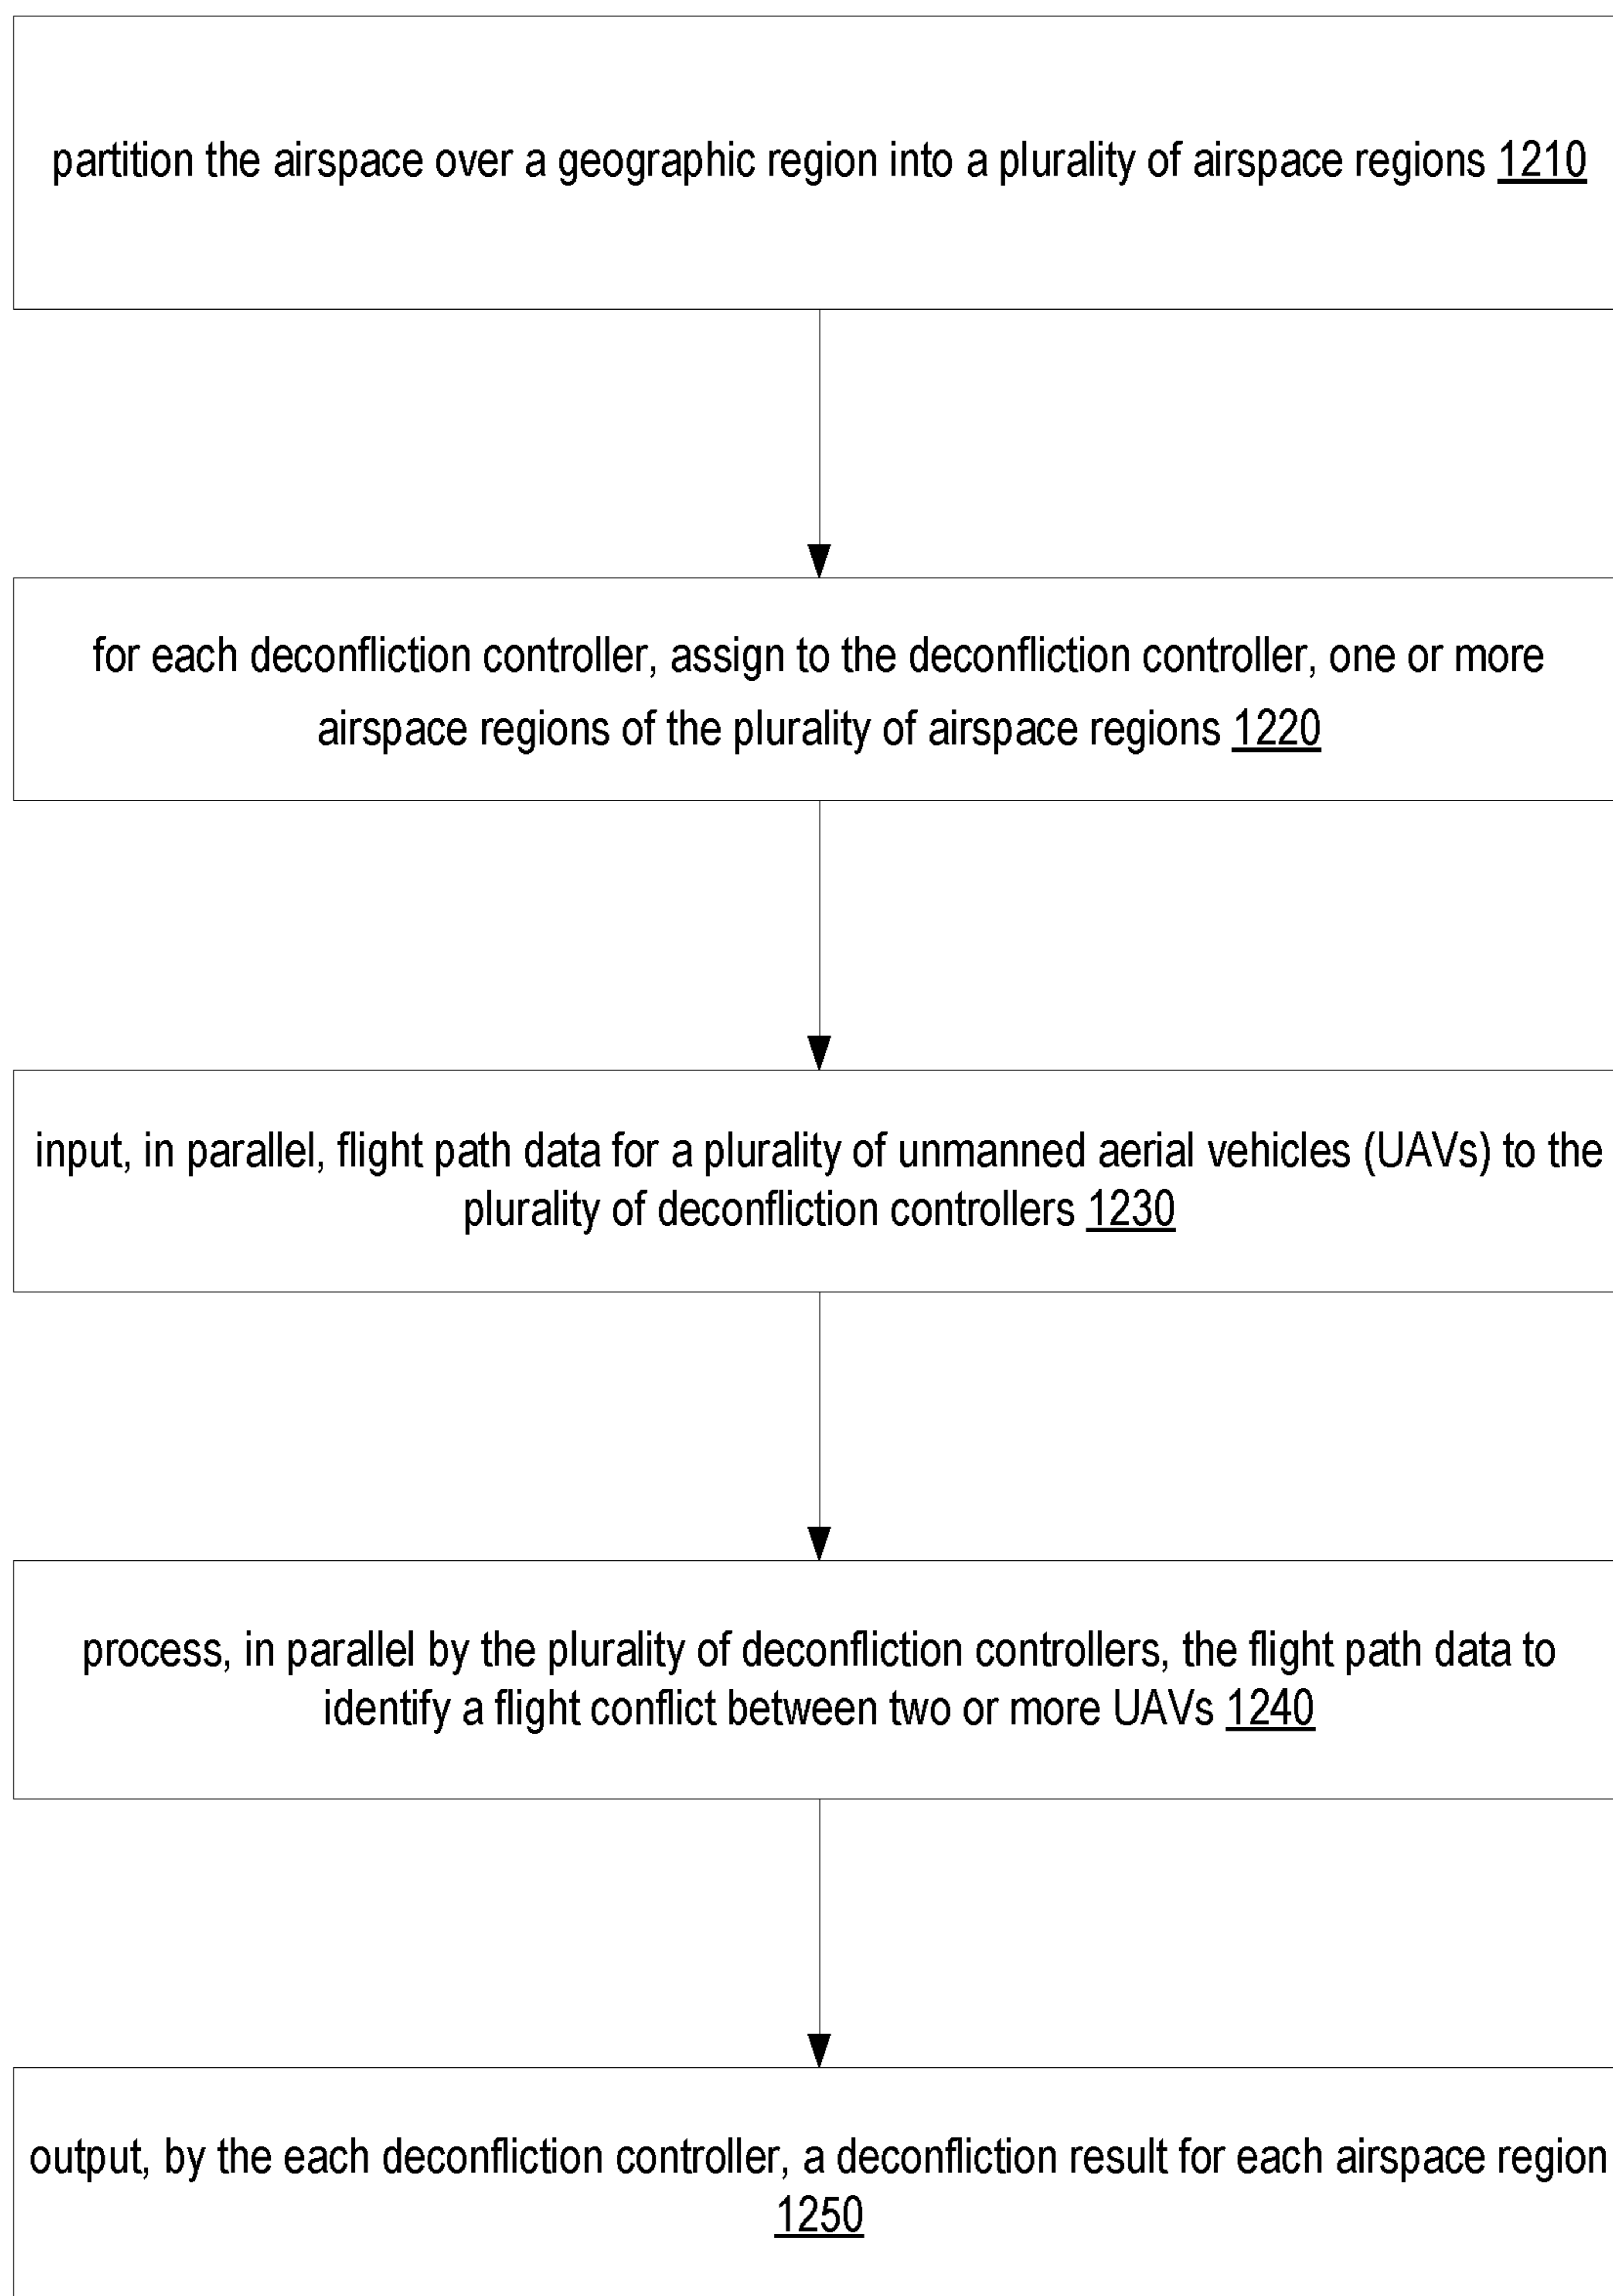 partition the airspace over a geographic region into a plurality of airspace regions 1210
for each deconfliction controller, assign to the deconfliction controller, one or more
airspace regions of the plurality of airspace regions 1220
input, in parallel, flight path data for a plurality of unmanned aerial vehicles (UAVs) to the
plurality of deconfliction controllers 1230
process, in parallel by the plurality of deconfliction controllers, the flight path data to
identify a flight conflict between two or more UAVs 1240
output, by the each deconfliction controller, a deconfliction result for each airspace region
1250